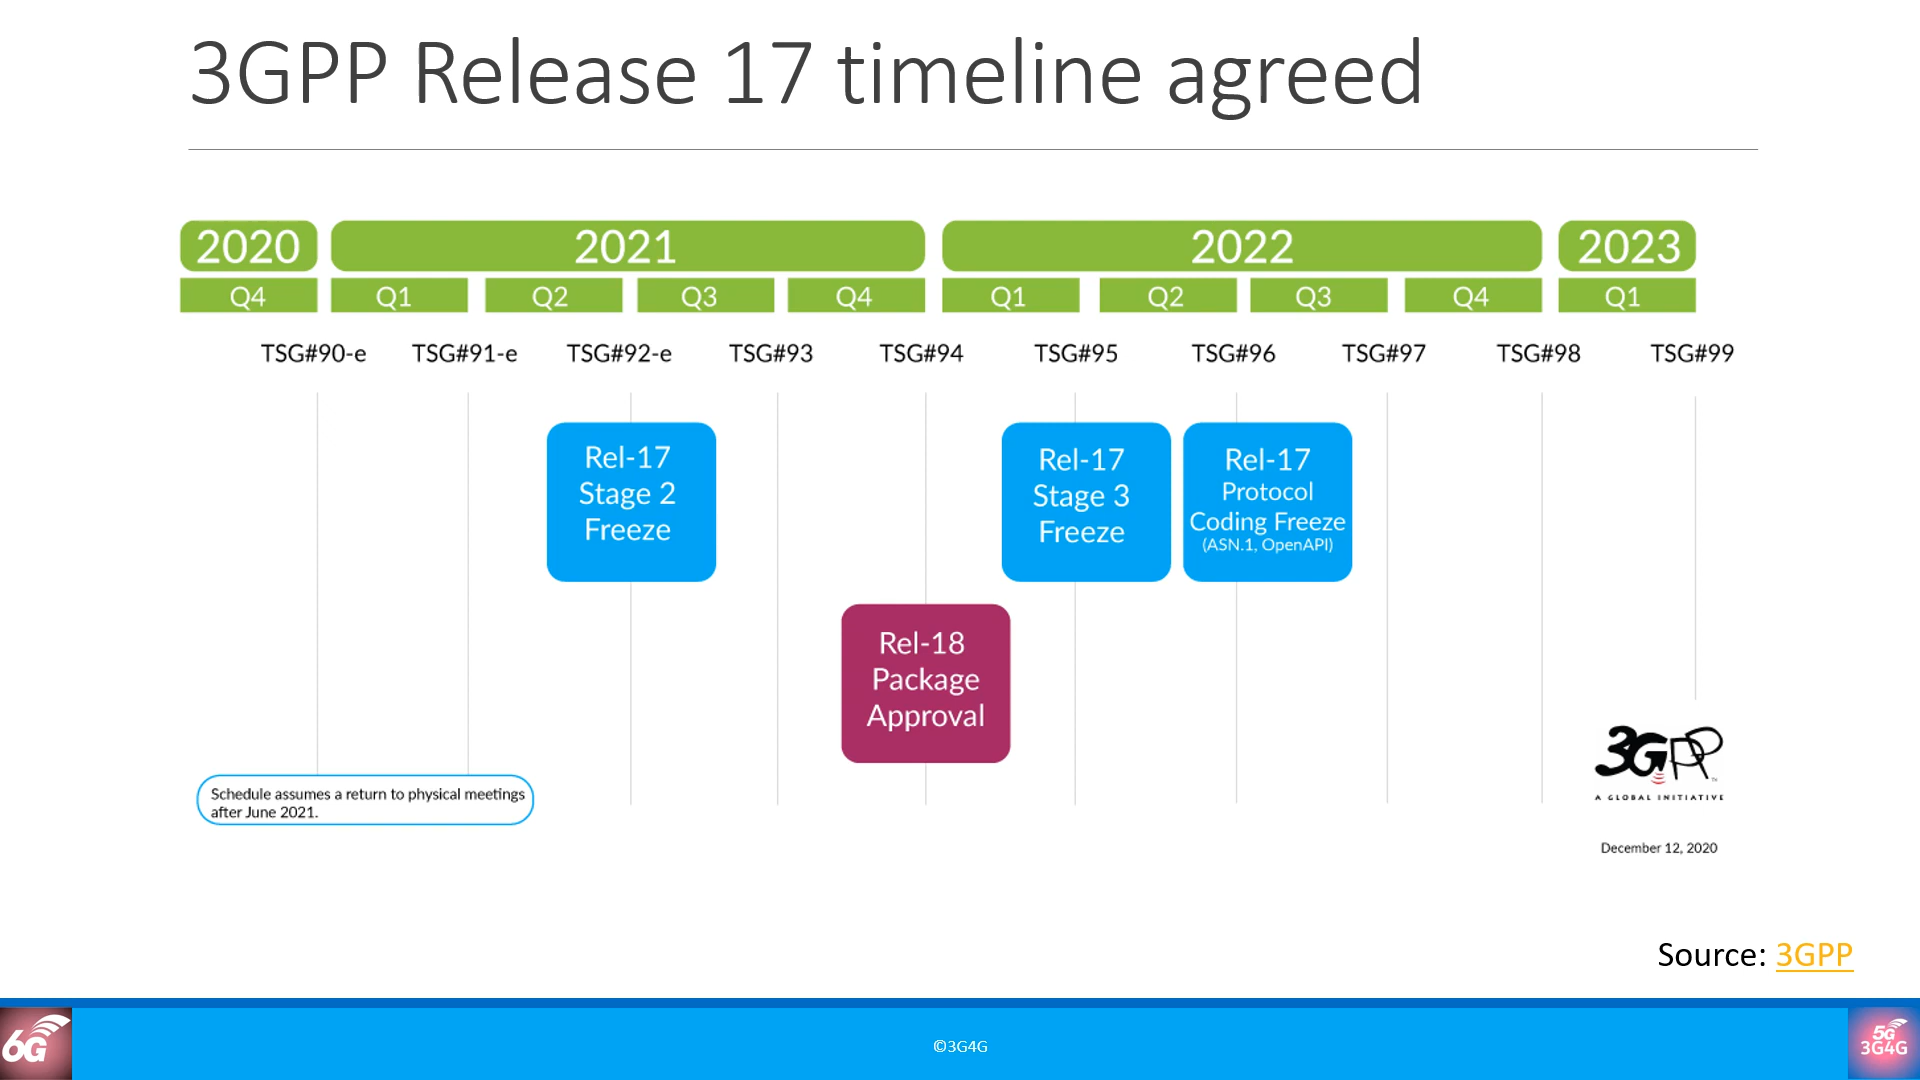 3GPP Release 17 timeline agreed
2020 2021 2022 2023
Q4 Q1 Q2 Q3 Q4 Q1 Q2 Q3 Q4 Q1
TSG#90-e TSG#91-e TSG#92-e TSG#93 TSG#94 TSG#95 TSG#96 TSG#97 TSG#98 TSG#99
Rel-17
Stage 2
Freeze
Rel-17
Stage 3
Freeze
Rel-17
Protocol
Coding Freeze
(ASN.1, OpenAPI)
Rel-18
Package
Approval
Schedule assumes a return to physical meetings
after June 2021.
3GPP
TM
A GLOBAL INITIATIVE
December 12, 2020
Source: 3GPP
6G
©3G4G
5G
3G4G